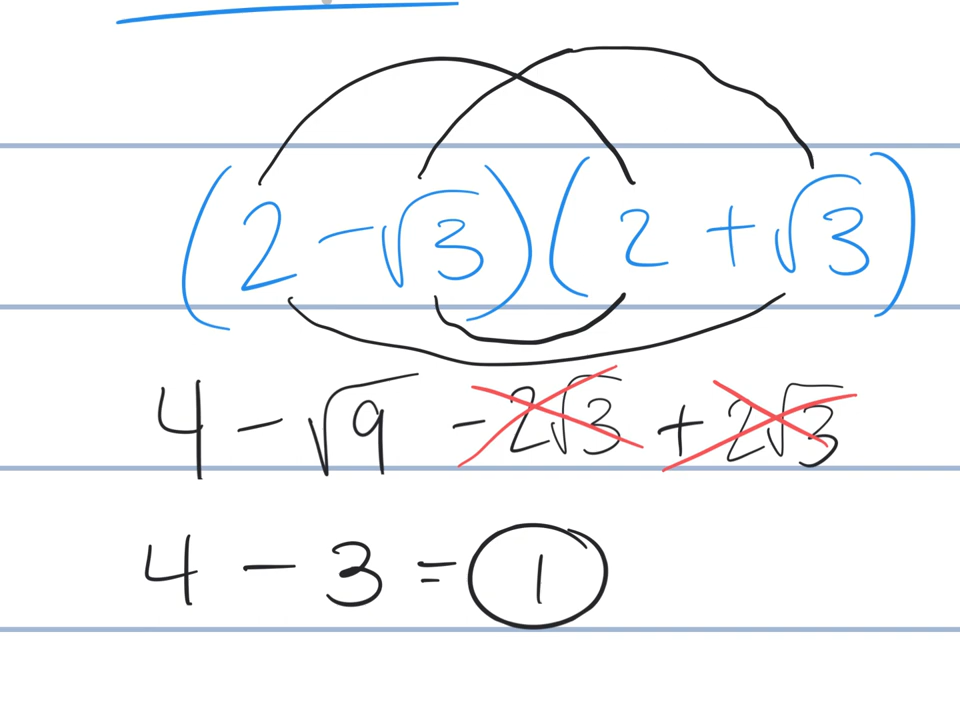 (2 - √3)(2 + √3)
4 - √9 - 2√3 + 2√3
4 - 3 = 1